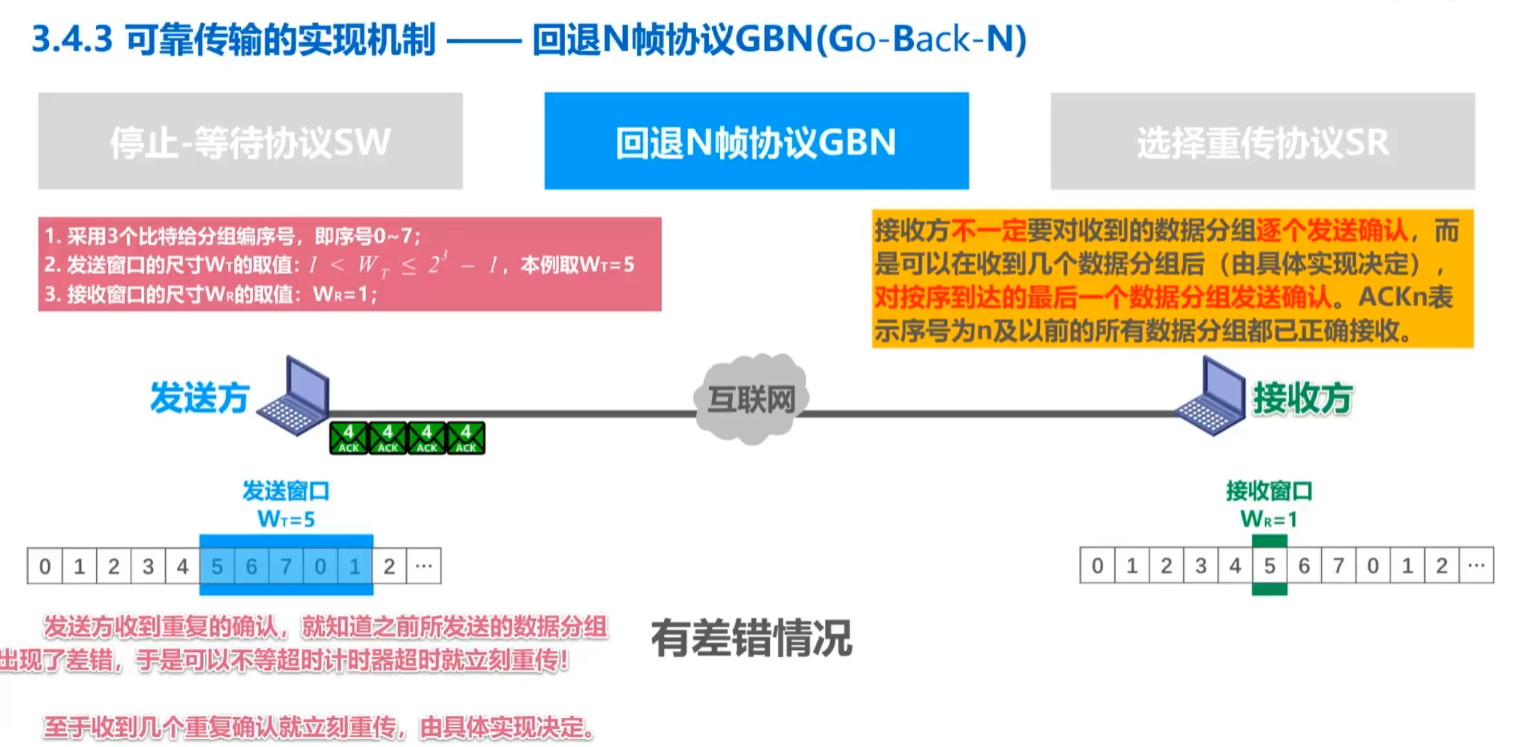 3.4.3 可靠传输的实现机制 —— 回退N帧协议GBN(Go-Back-N)
停止-等待协议SW
回退N帧协议GBN
选择重传协议SR
1. 采用3个比特给分组编序号，即序号0~7；
2. 发送窗口的尺寸WT的取值：1 < W_T ≤ 2^3 − 1，本例取WT=5
3. 接收窗口的尺寸WR的取值：WR=1；
接收方不一定要对收到的数据分组逐个发送确认，而
是可以在收到几个数据分组后（由具体实现决定），
对按序到达的最后一个数据分组发送确认。ACKn表
示序号为n及以前的所有数据分组都已正确接收。
发送方
互联网
接收方
4 4 4 4
ACK ACK ACK ACK
发送窗口
WT=5
0 1 2 3 4 5 6 7 0 1 2 ···
接收窗口
WR=1
0 1 2 3 4 5 6 7 0 1 2 ···
发送方收到重复的确认，就知道之前所发送的数据分组
出现了差错，于是可以不等超时计时器超时就立刻重传！
至于收到几个重复确认就立刻重传，由具体实现决定。
有差错情况